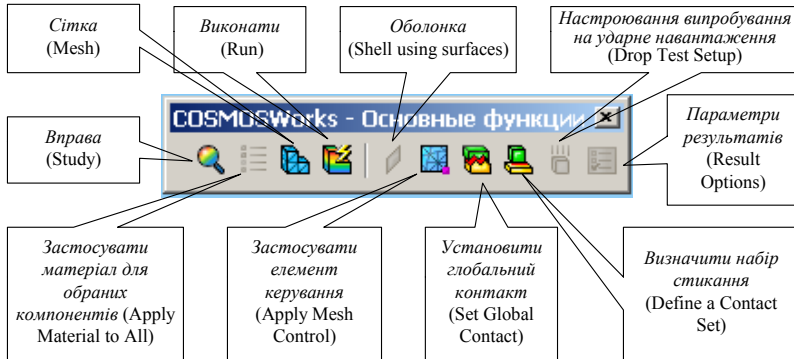 Сітка
(Mesh)
Виконати
(Run)
Оболонка
(Shell using surfaces)
Настроювання випробування
на ударне навантаження
(Drop Test Setup)
Вправа
(Study)
COSMOSWorks - Основные функции
Параметри
результатів
(Result
Options)
Застосувати
матеріал для
обраних
компонентів (Apply
Material to All)
Застосувати
елемент
керування
(Apply Mesh
Control)
Установити
глобальний
контакт
(Set Global
Contact)
Визначити набір
стикання
(Define a Contact
Set)